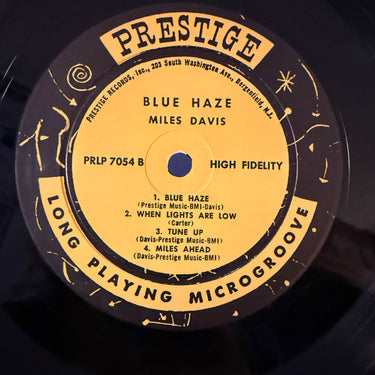 PRESTIGE
PRESTIGE RECORDS, Inc., 203 South Washington Ave., Bergenfield, N.J.
BLUE HAZE
MILES DAVIS
PRLP 7054 B HIGH FIDELITY
1. BLUE HAZE
(Prestige Music-BMI-Davis)
2. WHEN LIGHTS ARE LOW
(Carter)
3. TUNE UP
(Davis-Prestige Music-BMI)
4. MILES AHEAD
(Davis-Prestige Music-BMI)
LONG PLAYING MICROGROOVE